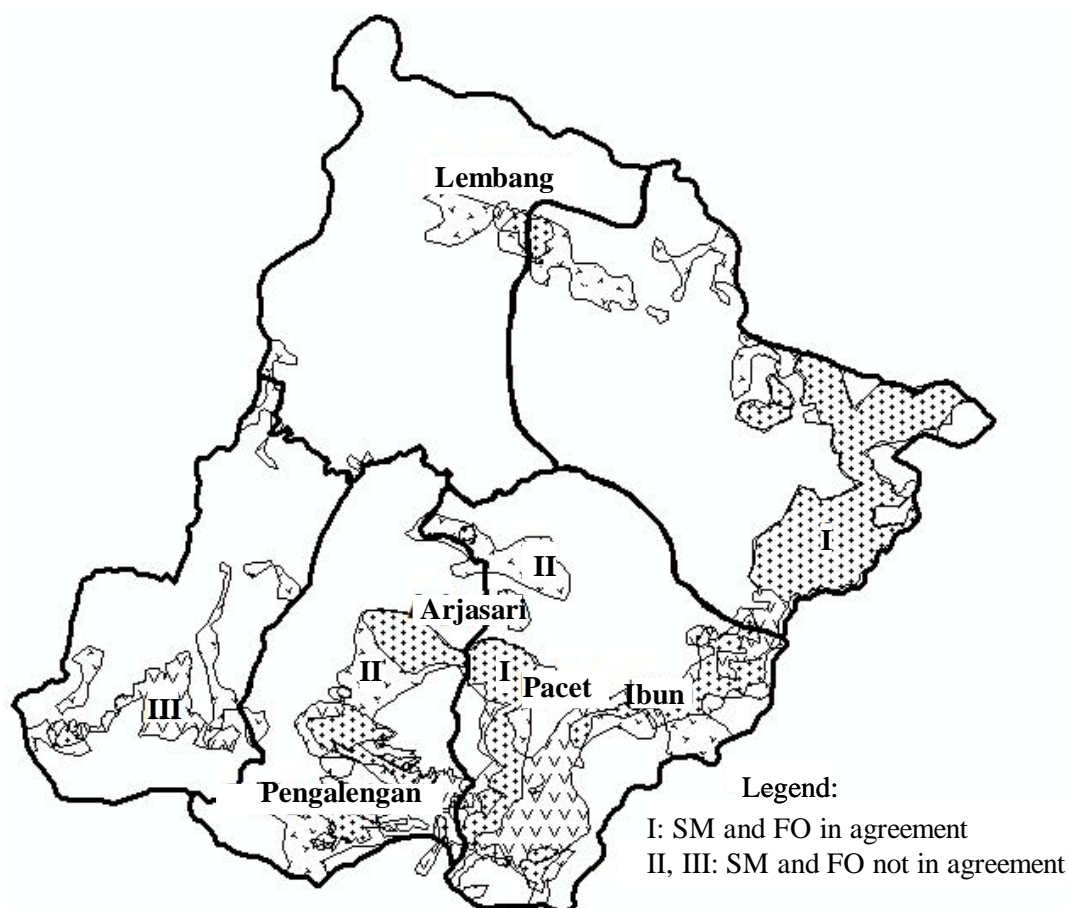 Lembang
I
II
Arjasari
II
I
Pacet
Ibun
III
Pengalengan
Legend:
I: SM and FO in agreement
II, III: SM and FO not in agreement